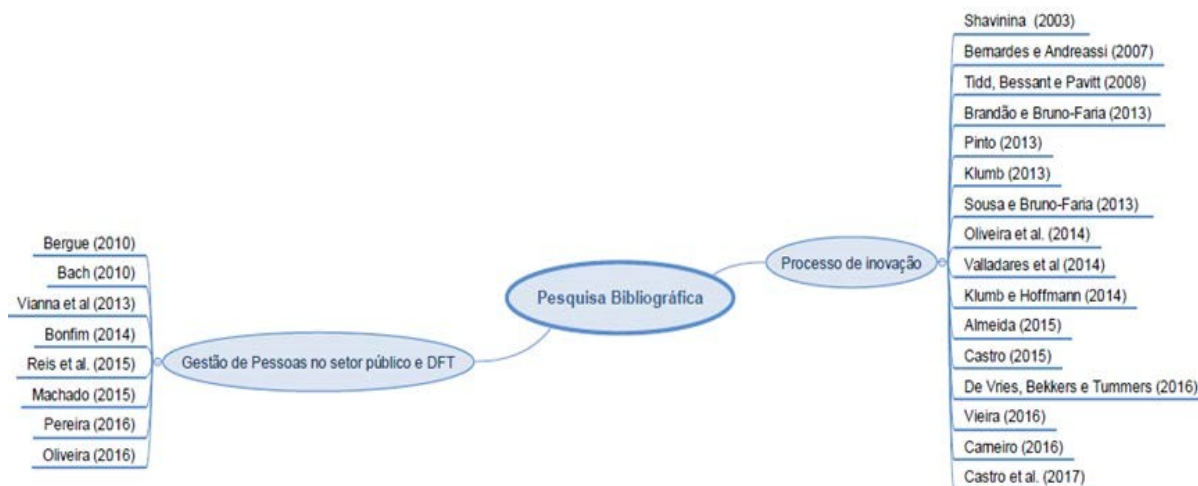 Shavinina (2003)
Bernardes e Andreassi (2007)
Tidd, Bessant e Pavitt (2008)
Brandão e Bruno-Faria (2013)
Pinto (2013)
Klumb (2013)
Sousa e Bruno-Faria (2013)
Oliveira et al. (2014)
Valladares et al (2014)
Klumb e Hoffmann (2014)
Almeida (2015)
Castro (2015)
De Vries, Bekkers e Tummers (2016)
Vieira (2016)
Carneiro (2016)
Castro et al. (2017)
Processo de inovação
Pesquisa Bibliográfica
Gestão de Pessoas no setor público e DFT
Bergue (2010)
Bach (2010)
Vianna et al (2013)
Bonfim (2014)
Reis et al. (2015)
Machado (2015)
Pereira (2016)
Oliveira (2016)